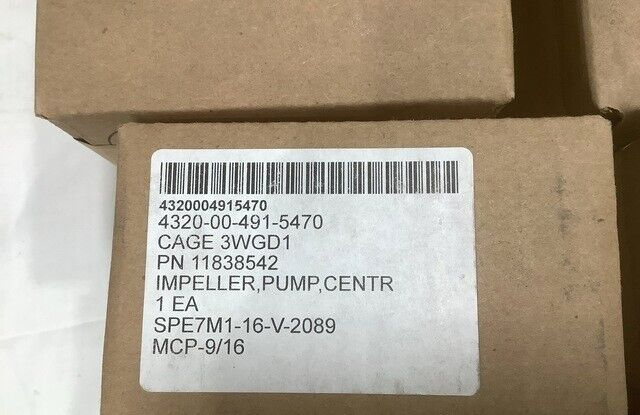 4320004915470
4320-00-491-5470
CAGE 3WGD1
PN 11838542
IMPELLER,PUMP,CENTR
1 EA
SPE7M1-16-V-2089
MCP-9/16